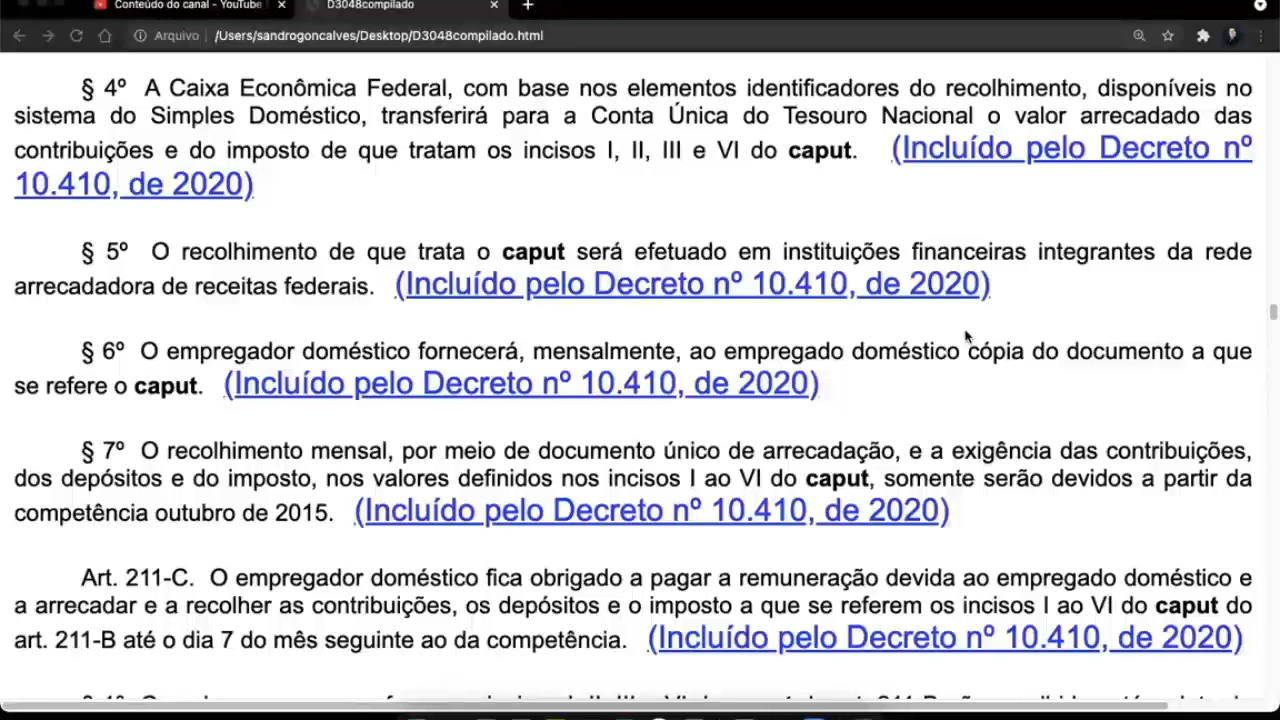 Conteúdo do canal - YouTube
D3048compilado
Arquivo /Users/sandrogoncalves/Desktop/D3048compilado.html
§ 4º A Caixa Econômica Federal, com base nos elementos identificadores do recolhimento, disponíveis no
sistema do Simples Doméstico, transferirá para a Conta Única do Tesouro Nacional o valor arrecadado das
contribuições e do imposto de que tratam os incisos I, II, III e VI do caput. (Incluído pelo Decreto nº
10.410, de 2020)
§ 5º O recolhimento de que trata o caput será efetuado em instituições financeiras integrantes da rede
arrecadadora de receitas federais. (Incluído pelo Decreto nº 10.410, de 2020)
§ 6º O empregador doméstico fornecerá, mensalmente, ao empregado doméstico cópia do documento a que
se refere o caput. (Incluído pelo Decreto nº 10.410, de 2020)
§ 7º O recolhimento mensal, por meio de documento único de arrecadação, e a exigência das contribuições,
dos depósitos e do imposto, nos valores definidos nos incisos I ao VI do caput, somente serão devidos a partir da
competência outubro de 2015. (Incluído pelo Decreto nº 10.410, de 2020)
Art. 211-C. O empregador doméstico fica obrigado a pagar a remuneração devida ao empregado doméstico e
a arrecadar e a recolher as contribuições, os depósitos e o imposto a que se referem os incisos I ao VI do caput do
art. 211-B até o dia 7 do mês seguinte ao da competência. (Incluído pelo Decreto nº 10.410, de 2020)